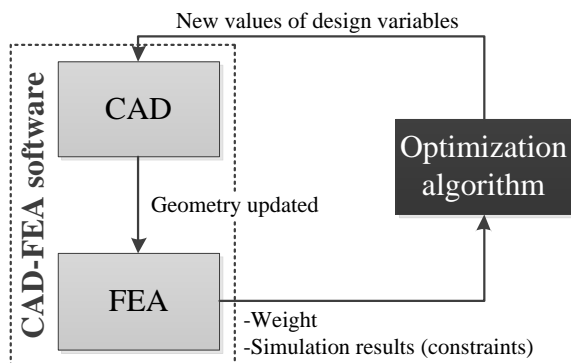 New values of design variables
CAD
CAD-FEA software
Optimization
algorithm
Geometry updated
FEA
-Weight
-Simulation results (constraints)